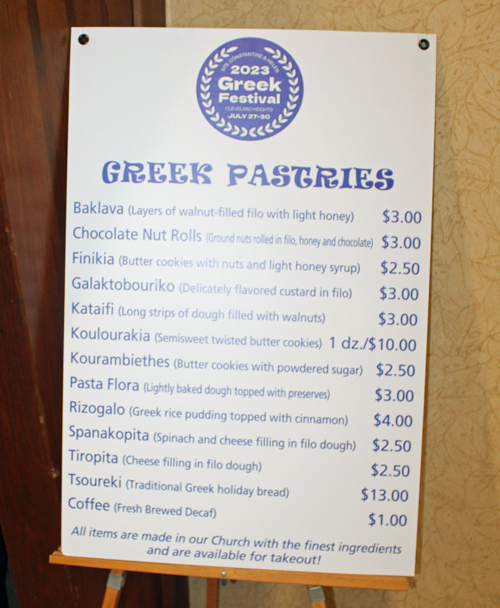 STS. CONSTANTINE & HELEN
2023
Greek
Festival
CLEVELAND HEIGHTS
JULY 27-30
GREEK PASTRIES
Baklava (Layers of walnut-filled filo with light honey) $3.00
Chocolate Nut Rolls (Ground nuts rolled in filo, honey and chocolate) $3.00
Finikia (Butter cookies with nuts and light honey syrup) $2.50
Galaktobouriko (Delicately flavored custard in filo) $3.00
Kataifi (Long strips of dough filled with walnuts) $3.00
Koulourakia (Semisweet twisted butter cookies) 1 dz./$10.00
Kourambiethes (Butter cookies with powdered sugar) $2.50
Pasta Flora (Lightly baked dough topped with preserves) $3.00
Rizogalo (Greek rice pudding topped with cinnamon) $4.00
Spanakopita (Spinach and cheese filling in filo dough) $2.50
Tiropita (Cheese filling in filo dough) $2.50
Tsoureki (Traditional Greek holiday bread) $13.00
Coffee (Fresh Brewed Decaf) $1.00
All items are made in our Church with the finest ingredients
and are available for takeout!